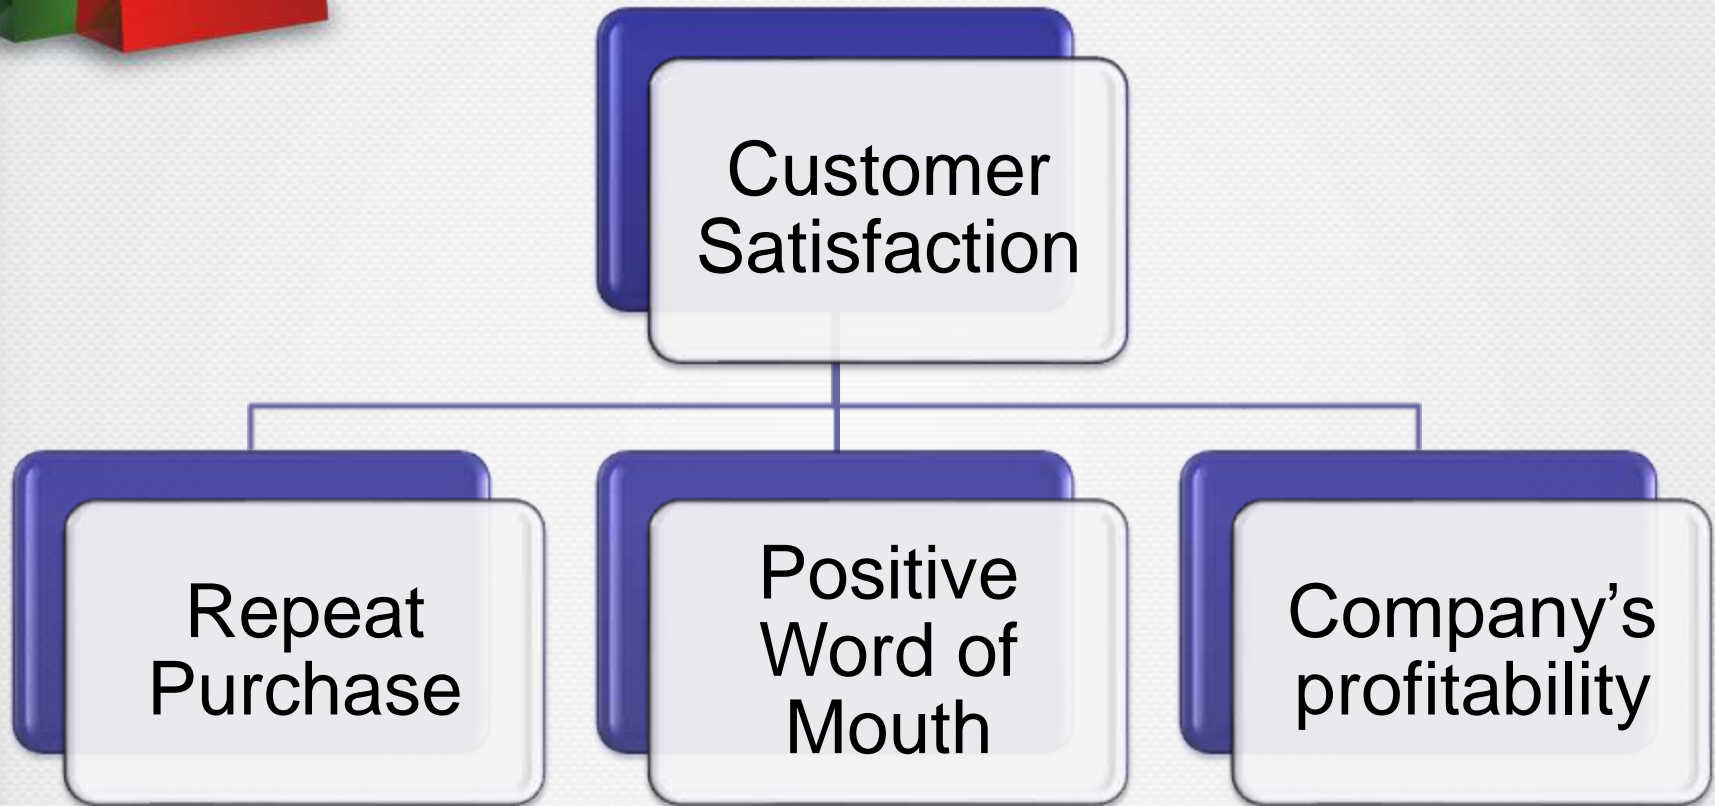 Customer
Satisfaction
Repeat
Purchase
Positive
Word of
Mouth
Company’s
profitability